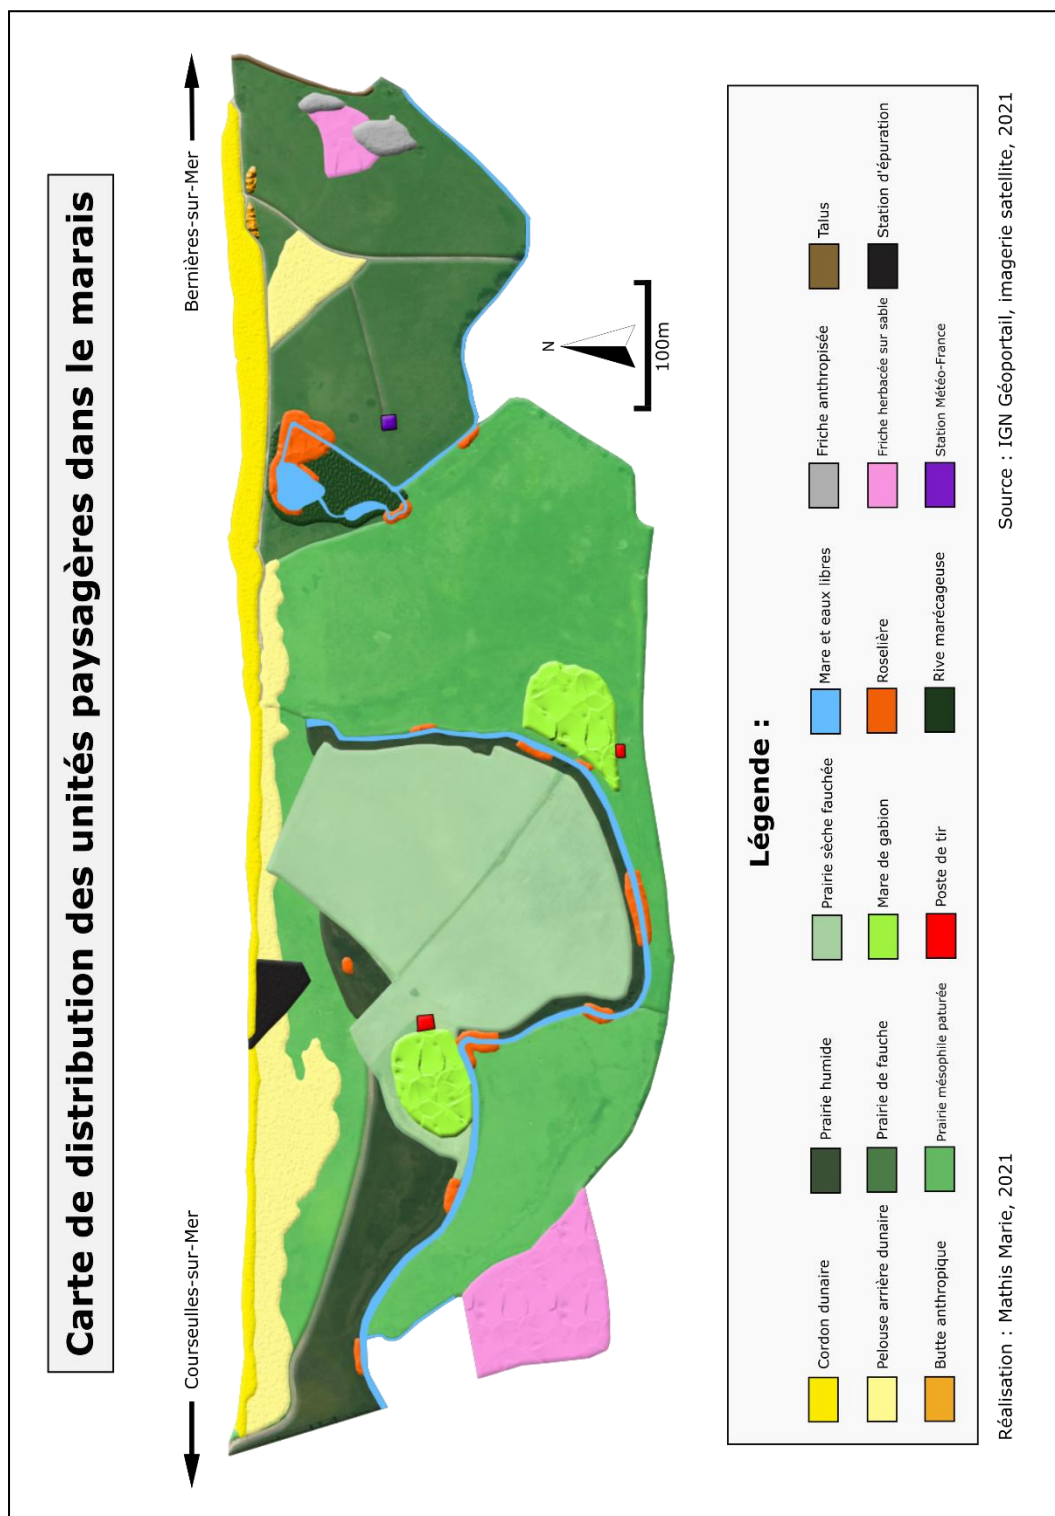 Carte de distribution des unités paysagères dans le marais
Courseulles-sur-Mer
Bernières-sur-Mer
N
100m
Légende :
Cordon dunaire
Pelouse arrière dunaire
Butte anthropique
Prairie humide
Prairie de fauche
Prairie mésophile paturée
Prairie sèche fauchée
Mare de gabion
Poste de tir
Mare et eaux libres
Roselière
Rive marécageuse
Friche anthropisée
Friche herbacée sur sable
Station Météo-France
Talus
Station d'épuration
Réalisation : Mathis Marie, 2021
Source : IGN Géoportail, imagerie satellite, 2021